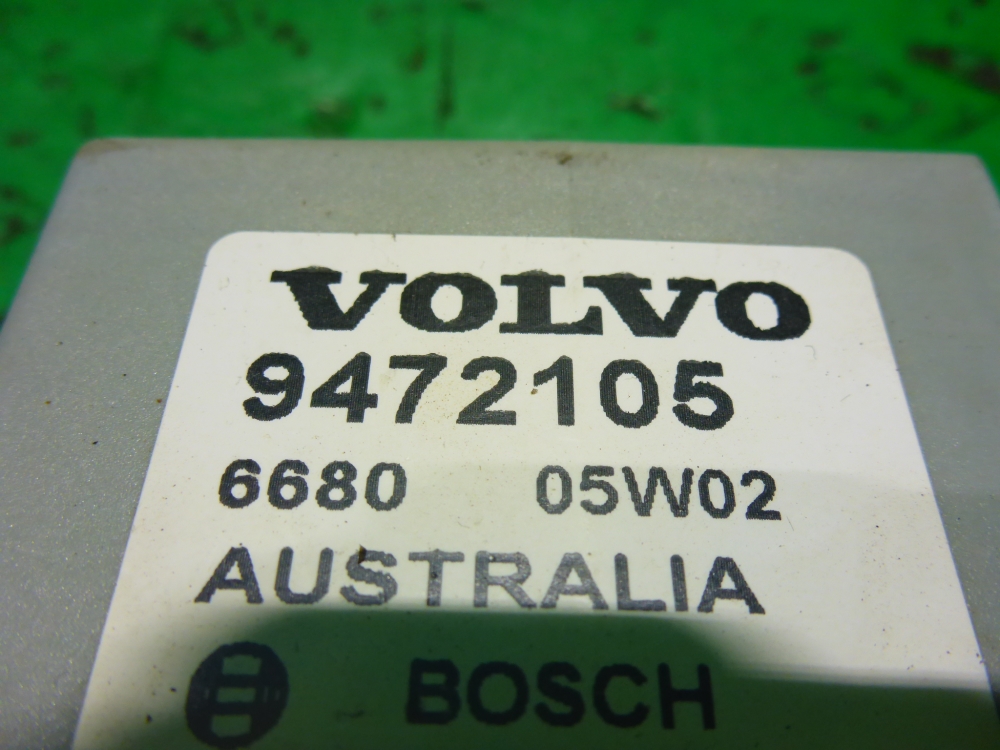 VOLVO
9472105
6680 05W02
AUSTRALIA
BOSCH